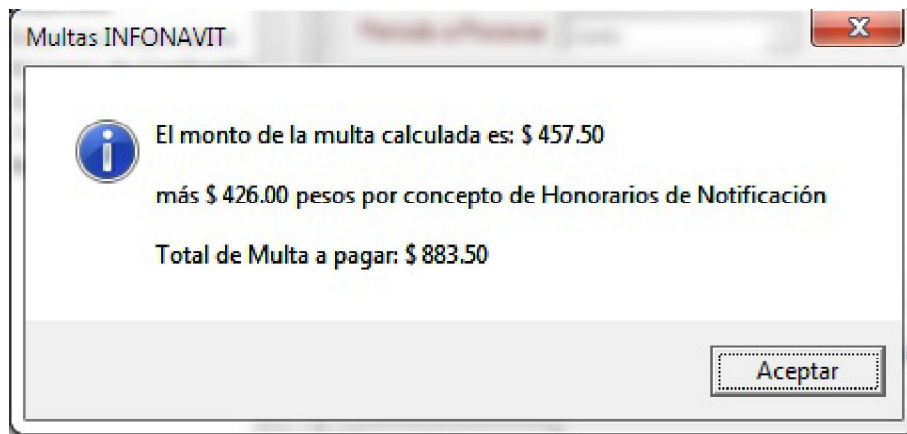 Multas INFONAVIT
El monto de la multa calculada es: $ 457.50
más $ 426.00 pesos por concepto de Honorarios de Notificación
Total de Multa a pagar: $ 883.50
Aceptar